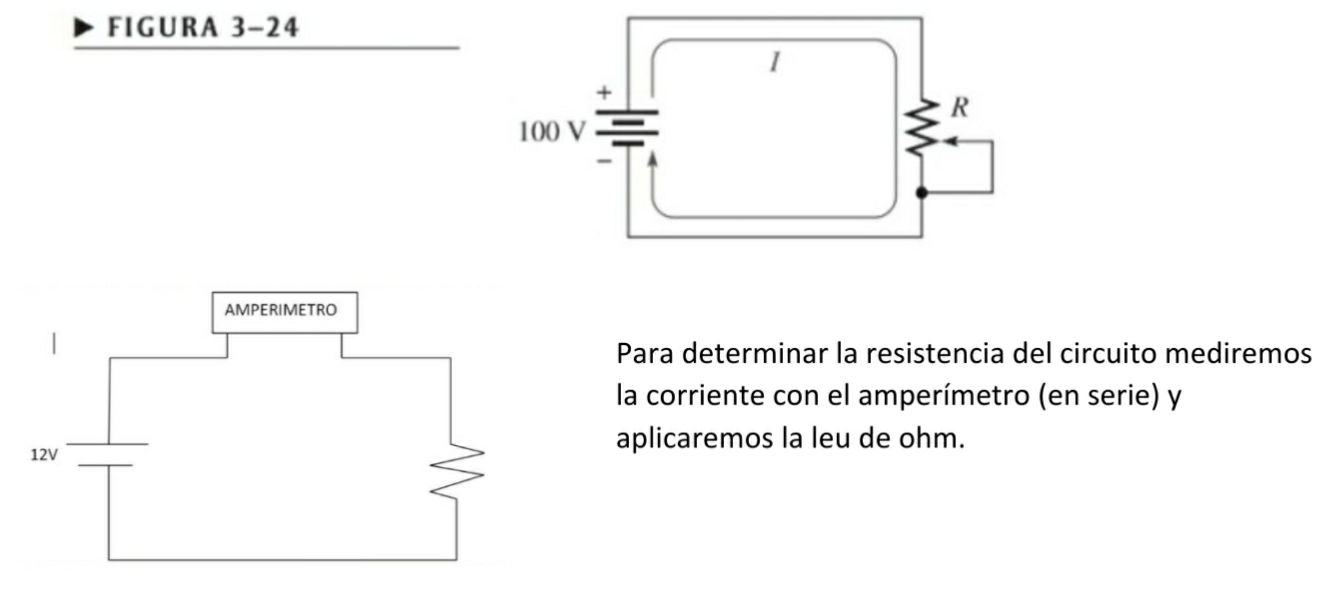 ▶ FIGURA 3–24
I
+
100 V
–
R
AMPERIMETRO
|
12V
Para determinar la resistencia del circuito mediremos
la corriente con el amperímetro (en serie) y
aplicaremos la leu de ohm.